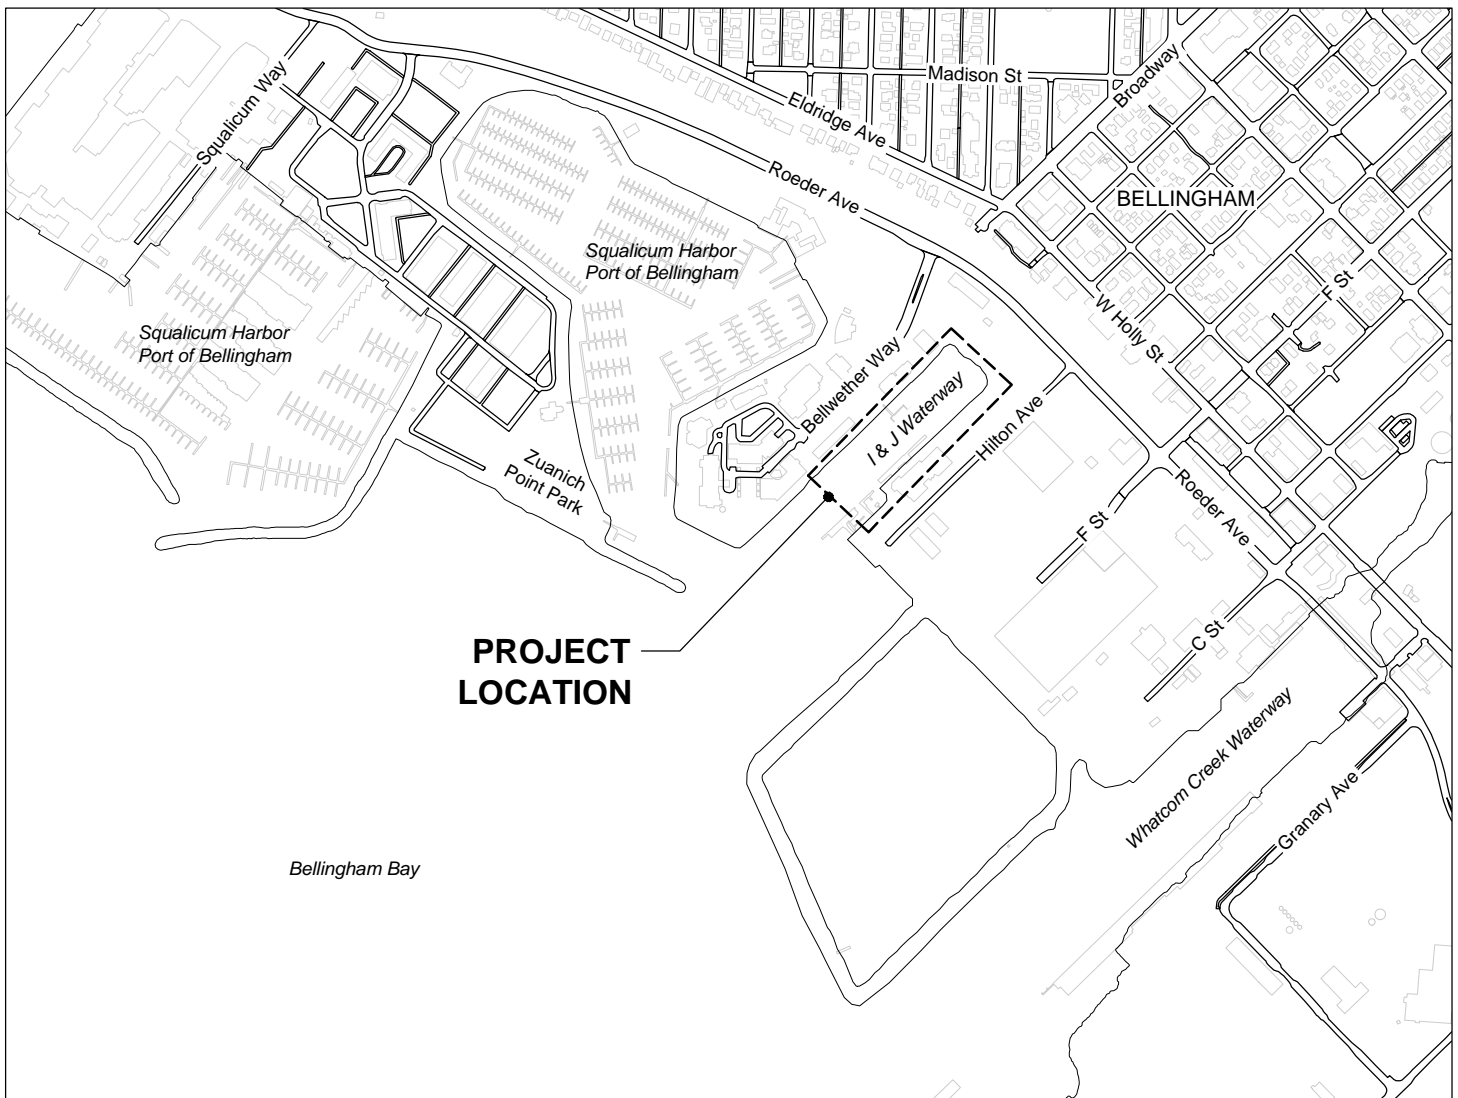 Madison St
Broadway
Squalicum Way
Eldridge Ave
Roeder Ave
BELLINGHAM
Squalicum Harbor
Port of Bellingham
F St
W Holly St
Squalicum Harbor
Port of Bellingham
Bellwether Way
I & J Waterway
Hilton Ave
Zuanich
Point Park
Roeder Ave
F St
PROJECT
LOCATION
C St
Whatcom Creek Waterway
Granary Ave
Bellingham Bay